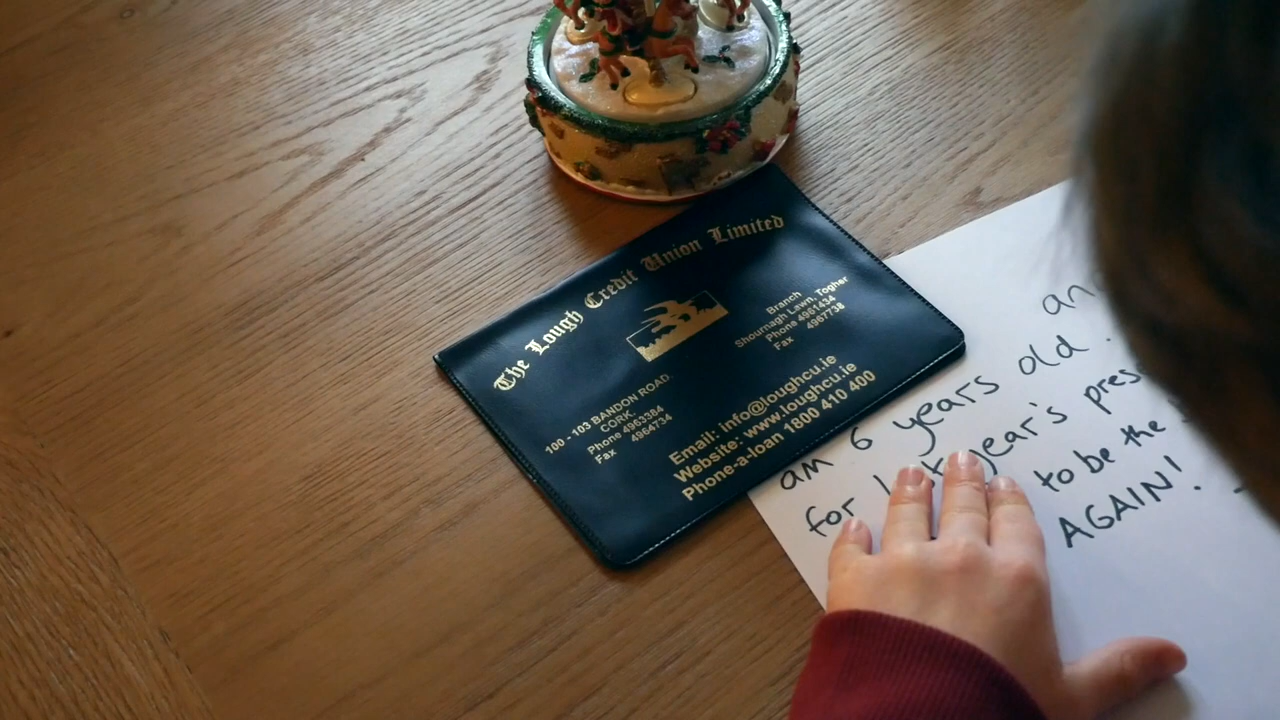 The Lough Credit Union Limited
100 - 103 BANDON ROAD,
CORK.
Phone 4963384
Fax 4964734
Branch
Shournagh Lawn, Togher
Phone 4961434
Fax 4967738
Email: info@loughcu.ie
Website: www.loughcu.ie
Phone-a-loan 1800 410 400
an
am 6 years old.
for year's
to be the
AGAIN!